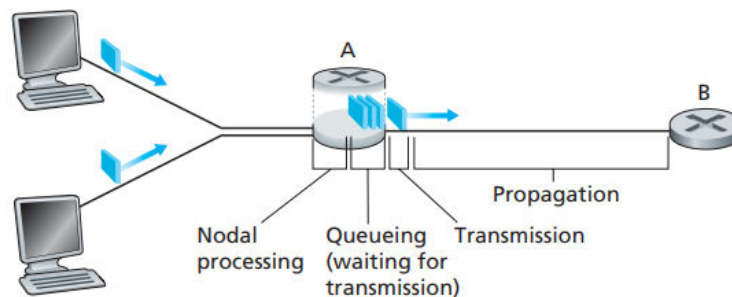 A
B
Propagation
Nodal
processing
Queueing
(waiting for
transmission)
Transmission